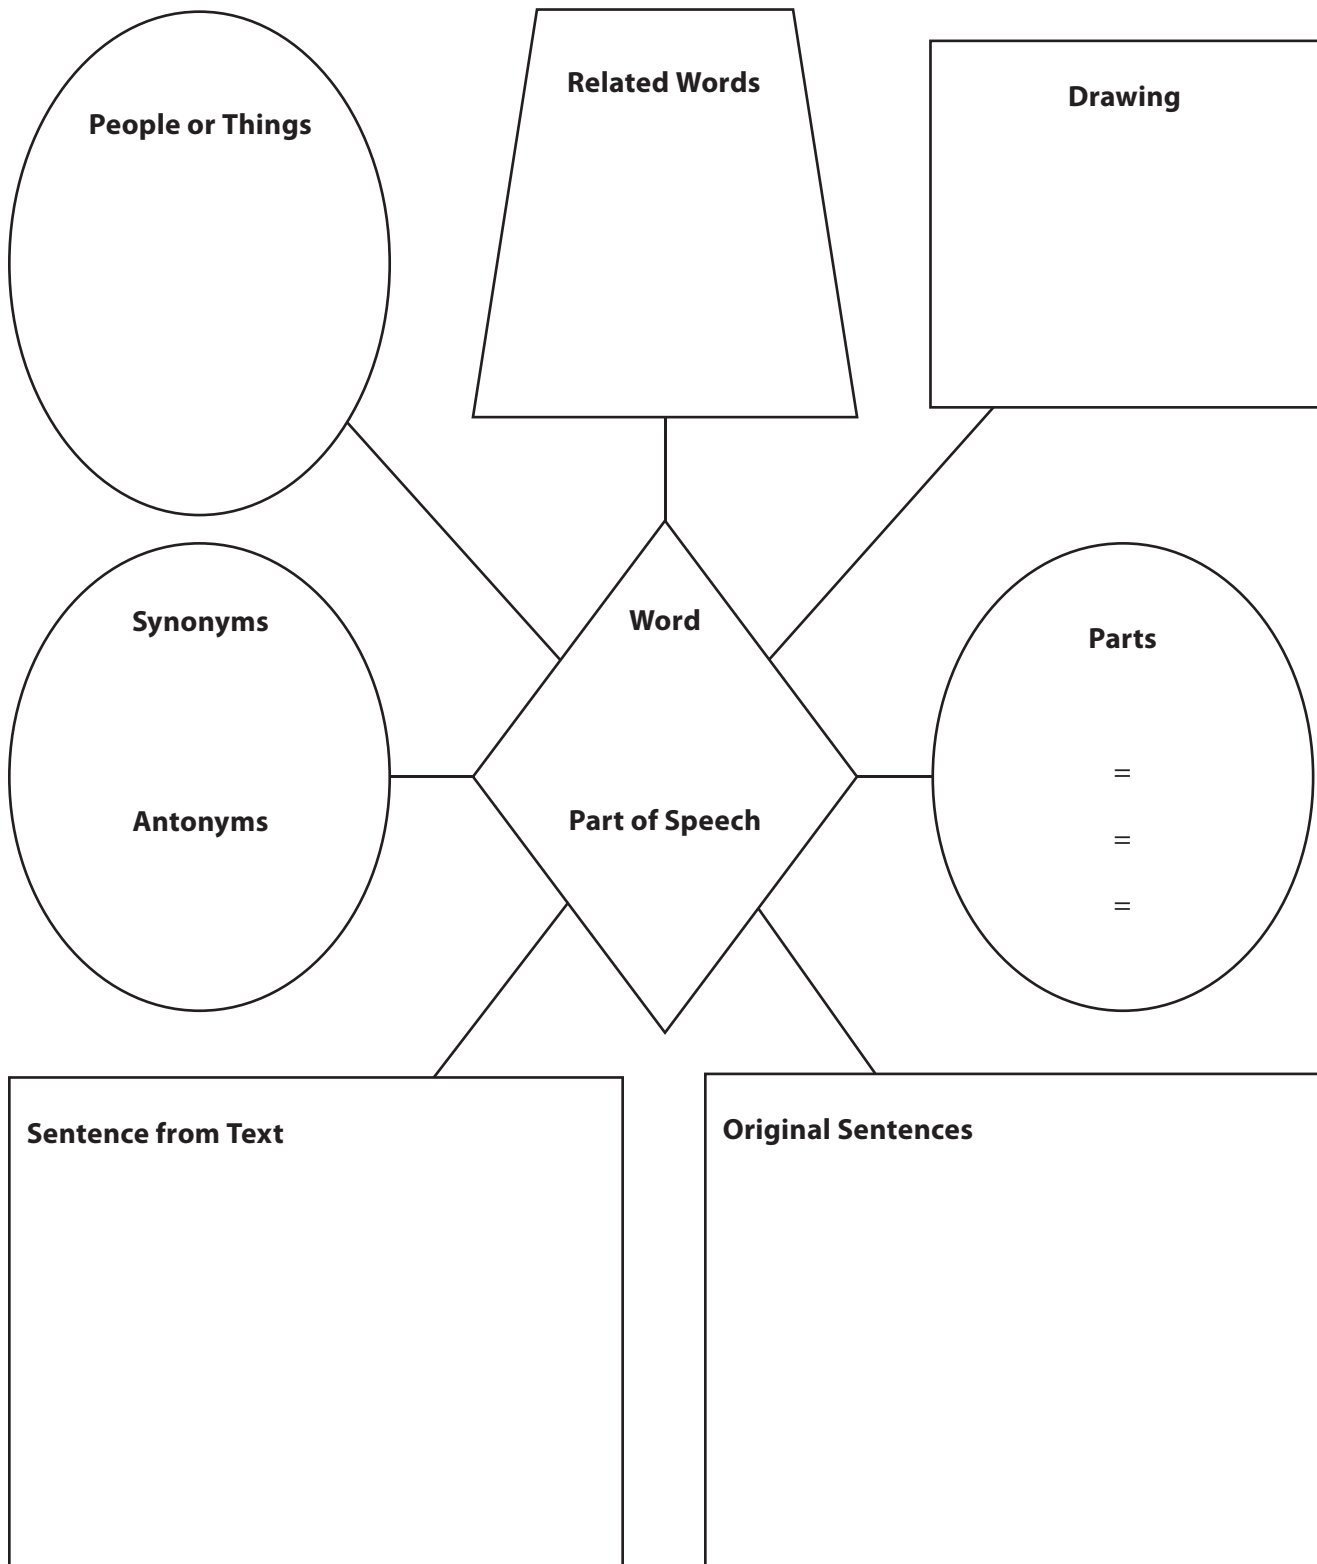 People or Things
Related Words
Drawing
Synonyms
Antonyms
Word
Part of Speech
Parts
=
=
=
Sentence from Text
Original Sentences